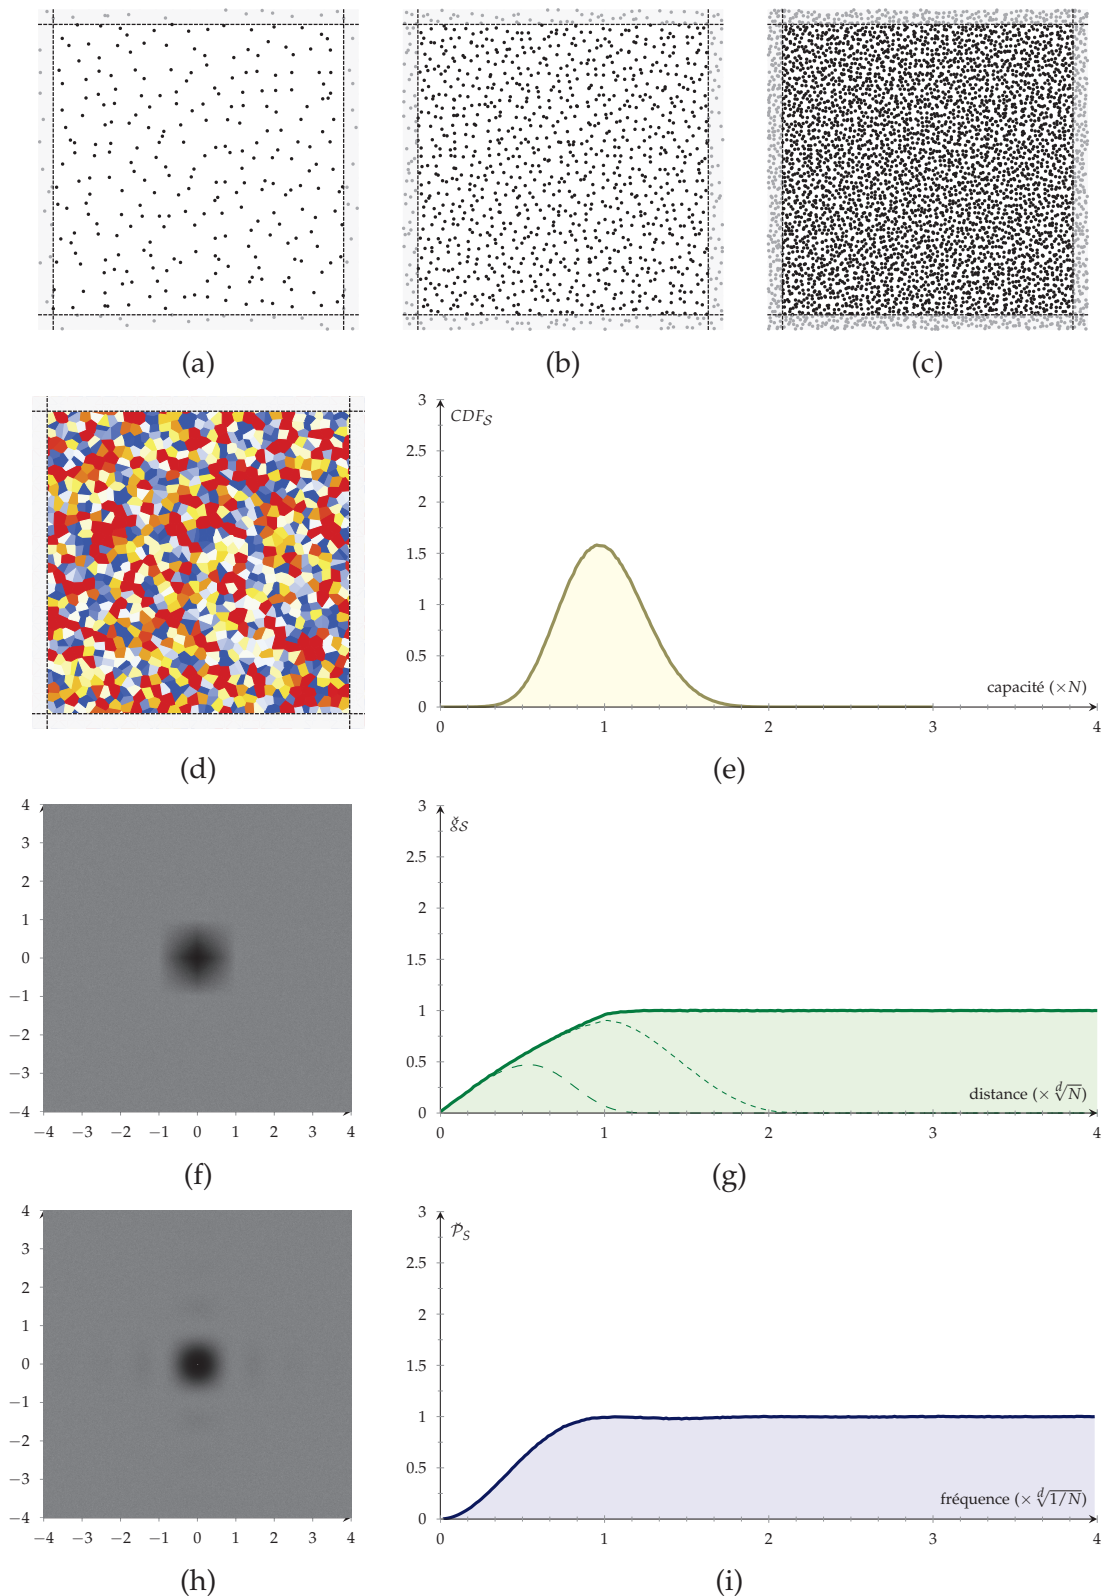 (a) (b) (c)
3
CDF_S
2.5
2
1.5
1
0.5
capacité (×N)
0
0 1 2 3 4
(d) (e)
4
3
2
1
0
−1
−2
−3
−4
−4 −3 −2 −1 0 1 2 3 4
3
ǧ_S
2.5
2
1.5
1
0.5
distance (× ᵈ√N)
0
0 1 2 3 4
(f) (g)
4
3
2
1
0
−1
−2
−3
−4
−4 −3 −2 −1 0 1 2 3 4
3
P̌_S
2.5
2
1.5
1
0.5
fréquence (× ᵈ√1/N)
0
0 1 2 3 4
(h) (i)